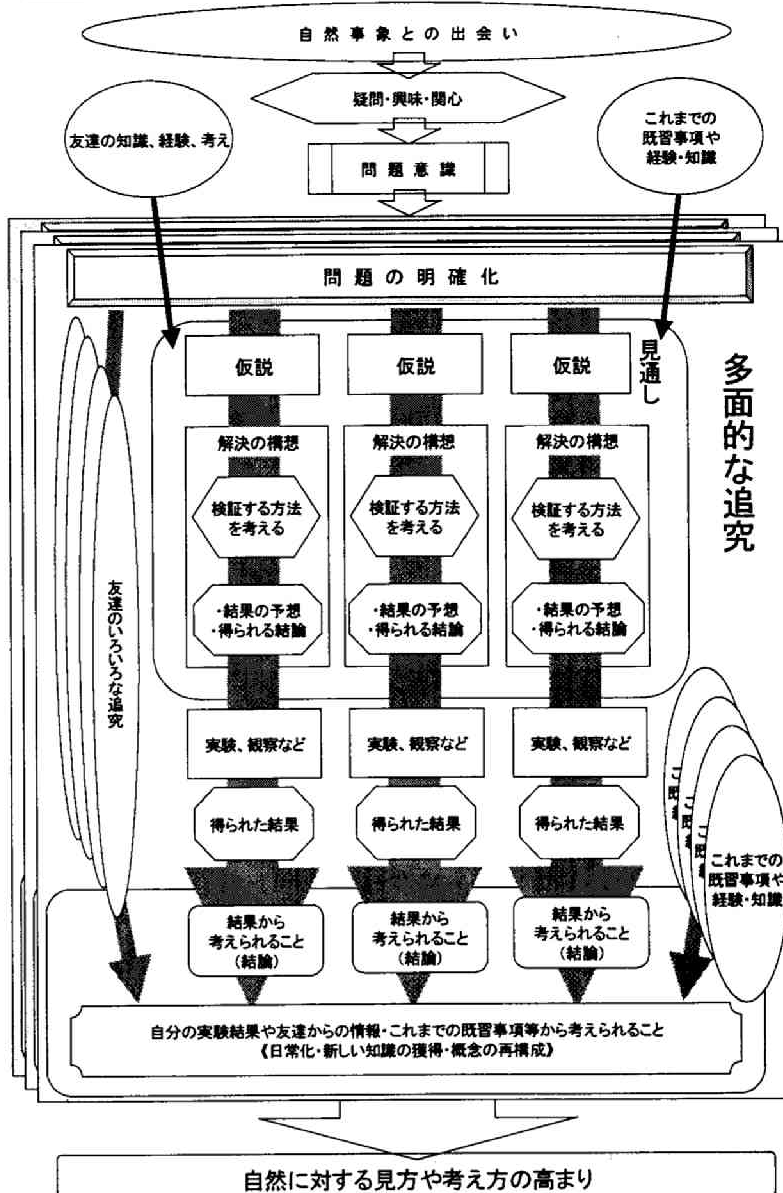 自然事象との出会い
疑問・興味・関心
友達の知識、経験、考え
これまでの
既習事項や
経験・知識
問題意識
問題の明確化
見通し
多面的な追究
仮説
仮説
仮説
解決の構想
解決の構想
解決の構想
検証する方法
を考える
検証する方法
を考える
検証する方法
を考える
・結果の予想
・得られる結論
・結果の予想
・得られる結論
・結果の予想
・得られる結論
友達のいろいろな追究
実験、観察など
実験、観察など
実験、観察など
得られた結果
得られた結果
得られた結果
これまでの
既習事項や
経験・知識
結果から
考えられること
(結論)
結果から
考えられること
(結論)
結果から
考えられること
(結論)
自分の実験結果や友達からの情報・これまでの既習事項等から考えられること
《日常化・新しい知識の獲得・概念の再構成》
自然に対する見方や考え方の高まり